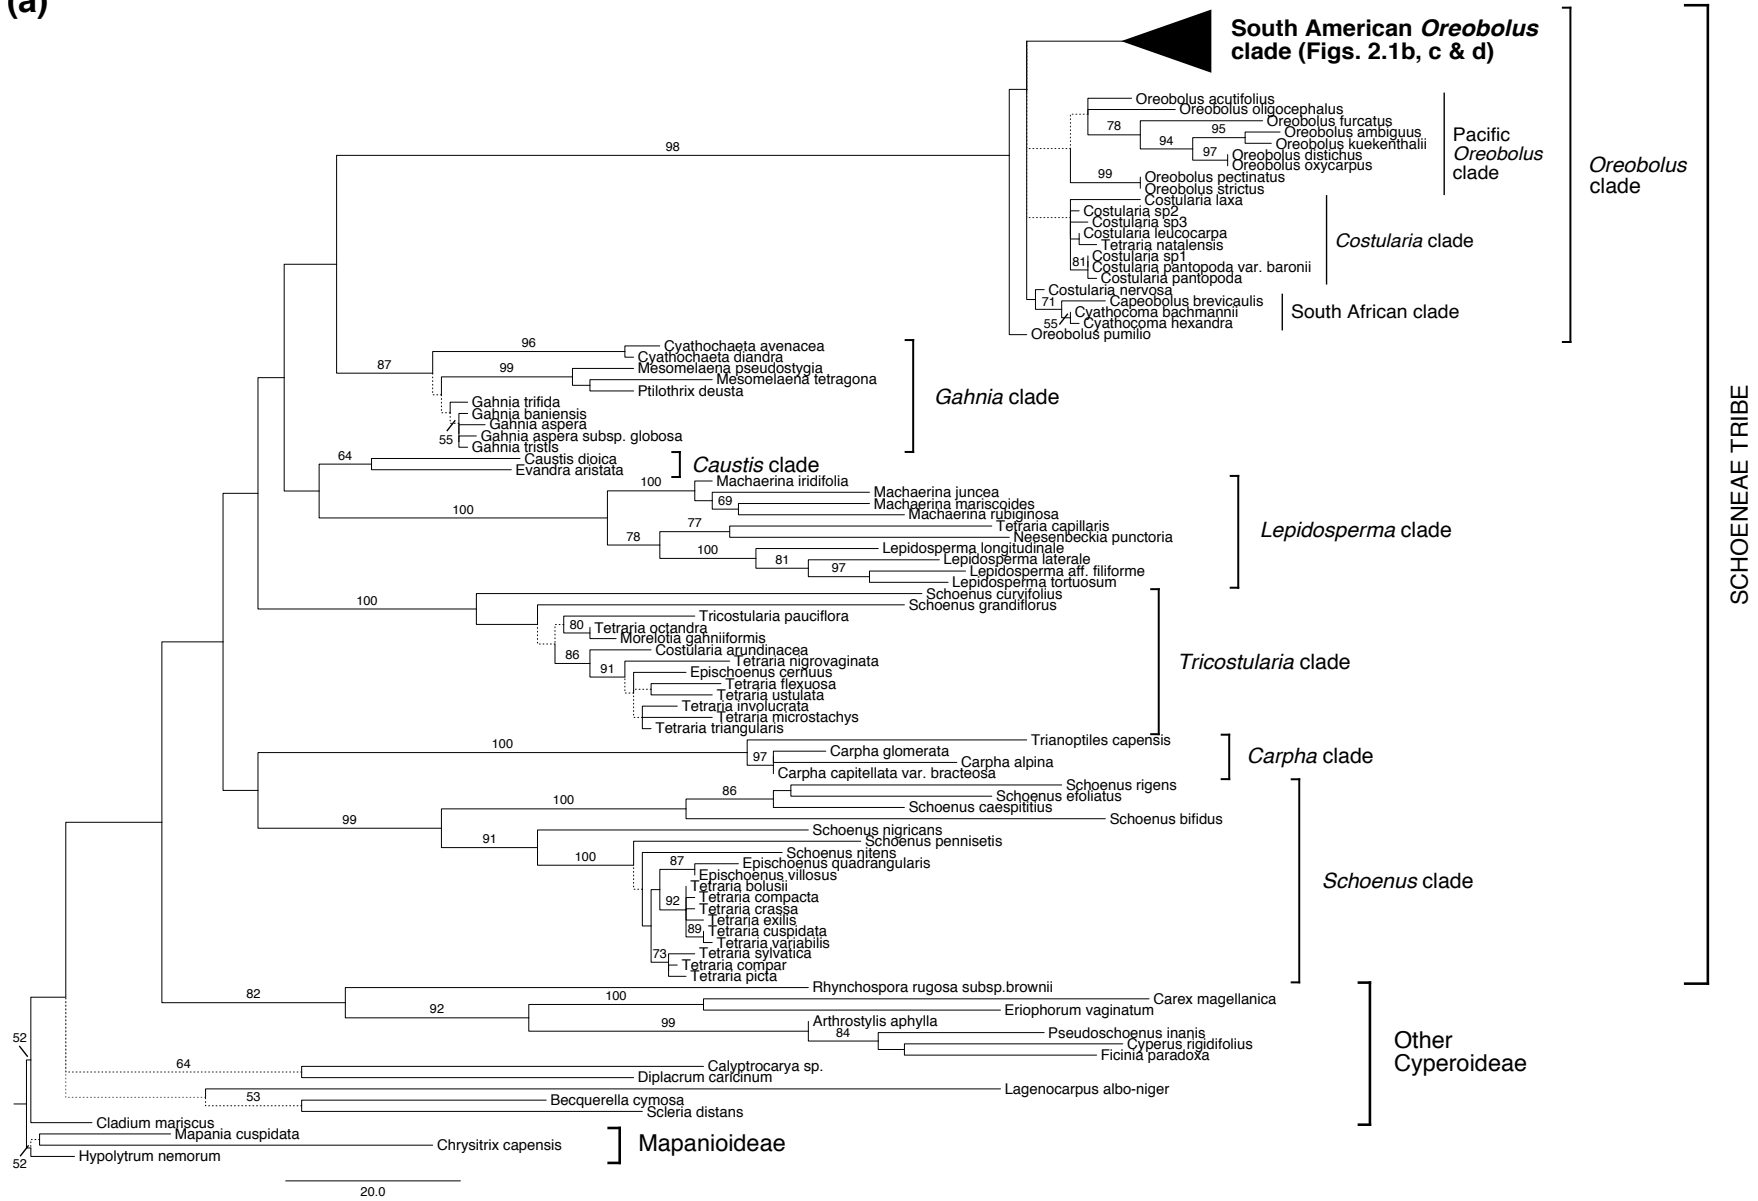 (a)
South American Oreobolus
clade (Figs. 2.1b, c & d)
Oreobolus acutifolius
Oreobolus oligocephalus
Oreobolus furcatus
78
95
Oreobolus ambiguus
94
Oreobolus kuekenthalii
97
Oreobolus distichus
Oreobolus oxycarpus
99
Oreobolus pectinatus
Oreobolus strictus
Pacific
Oreobolus
clade
Oreobolus
clade
98
Costularia laxa
Costularia sp2
Costularia sp3
Costularia leucocarpa
Tetraria natalensis
Costularia sp1
81
Costularia pantopoda var. baronii
Costularia pantopoda
Costularia clade
Costularia nervosa
71
Capeobolus brevicaulis
Cyathocoma bachmannii
55
Cyathocoma hexandra
South African clade
Oreobolus pumilio
96
Cyathochaeta avenacea
Cyathochaeta diandra
87
99
Mesomelaena pseudostygia
Mesomelaena tetragona
Ptilothrix deusta
Gahnia trifida
Gahnia baniensis
Gahnia aspera
55
Gahnia aspera subsp. globosa
Gahnia tristis
Gahnia clade
64
Caustis dioica
Evandra aristata
Caustis clade
100
100
Machaerina iridifolia
Machaerina juncea
69
Machaerina mariscoides
Machaerina rubiginosa
77
Tetraria capillaris
78
Neesenbeckia punctoria
100
Lepidosperma longitudinale
81
Lepidosperma laterale
97
Lepidosperma aff. filiforme
Lepidosperma tortuosum
Lepidosperma clade
SCHOENEAE TRIBE
100
Schoenus curvifolius
Schoenus grandiflorus
Tricostularia pauciflora
80
Tetraria octandra
Morelotia gahniiformis
86
Costularia arundinacea
91
Tetraria nigrovaginata
Epischoenus cernuus
Tetraria flexuosa
Tetraria ustulata
Tetraria involucrata
Tetraria microstachys
Tetraria triangularis
Tricostularia clade
100
Trianoptiles capensis
97
Carpha glomerata
Carpha alpina
Carpha capitellata var. bracteosa
Carpha clade
99
100
86
Schoenus rigens
Schoenus efoliatus
Schoenus caespititius
Schoenus bifidus
91
Schoenus nigricans
100
Schoenus pennisetis
Schoenus nitens
87
Epischoenus quadrangularis
Epischoenus villosus
Tetraria bolusii
92
Tetraria compacta
Tetraria crassa
Tetraria exilis
89
Tetraria cuspidata
Tetraria variabilis
73
Tetraria sylvatica
Tetraria compar
Tetraria picta
Schoenus clade
82
Rhynchospora rugosa subsp.brownii
92
100
Carex magellanica
Eriophorum vaginatum
99
Arthrostylis aphylla
84
Pseudoschoenus inanis
Cyperus rigidifolius
Ficinia paradoxa
Other
Cyperoideae
52
64
Calyptrocarya sp.
Diplacrum caricinum
Lagenocarpus albo-niger
53
Becquerella cymosa
Scleria distans
Cladium mariscus
Mapania cuspidata
Chrysitrix capensis
52
Hypolytrum nemorum
Mapanioideae
20.0